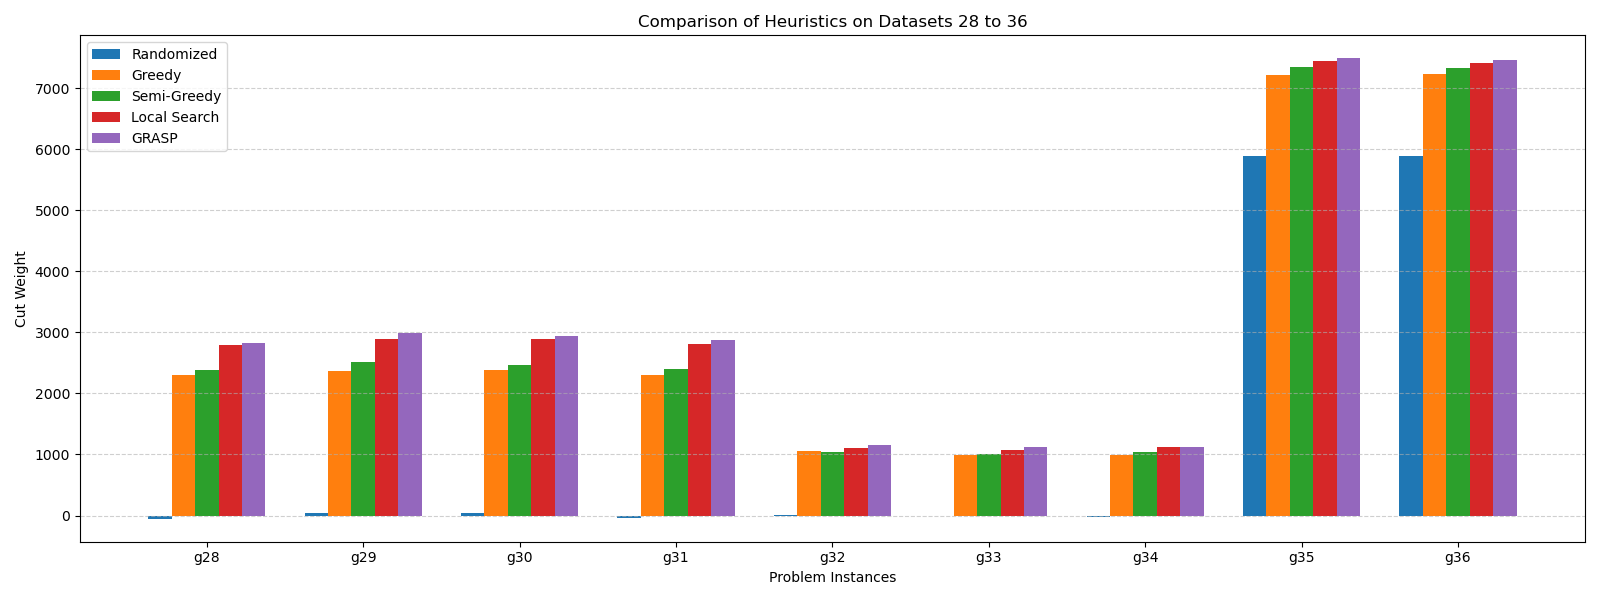 Comparison of Heuristics on Datasets 28 to 36
Randomized
Greedy
Semi-Greedy
Local Search
GRASP
Cut Weight
7000
6000
5000
4000
3000
2000
1000
0
g28
g29
g30
g31
g32
g33
g34
g35
g36
Problem Instances